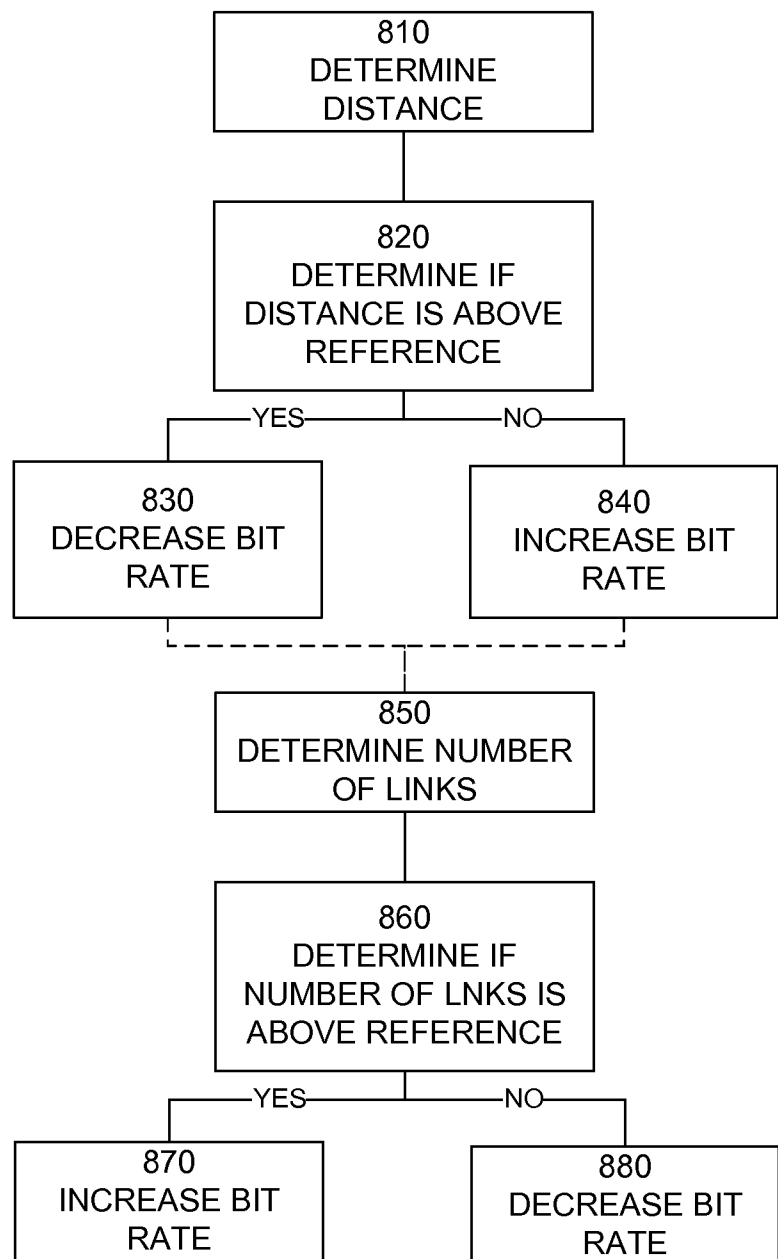 810
DETERMINE
DISTANCE
820
DETERMINE IF
DISTANCE IS ABOVE
REFERENCE
YES
NO
830
DECREASE BIT
RATE
840
INCREASE BIT
RATE
850
DETERMINE NUMBER
OF LINKS
860
DETERMINE IF
NUMBER OF LNKS IS
ABOVE REFERENCE
YES
NO
870
INCREASE BIT
RATE
880
DECREASE BIT
RATE